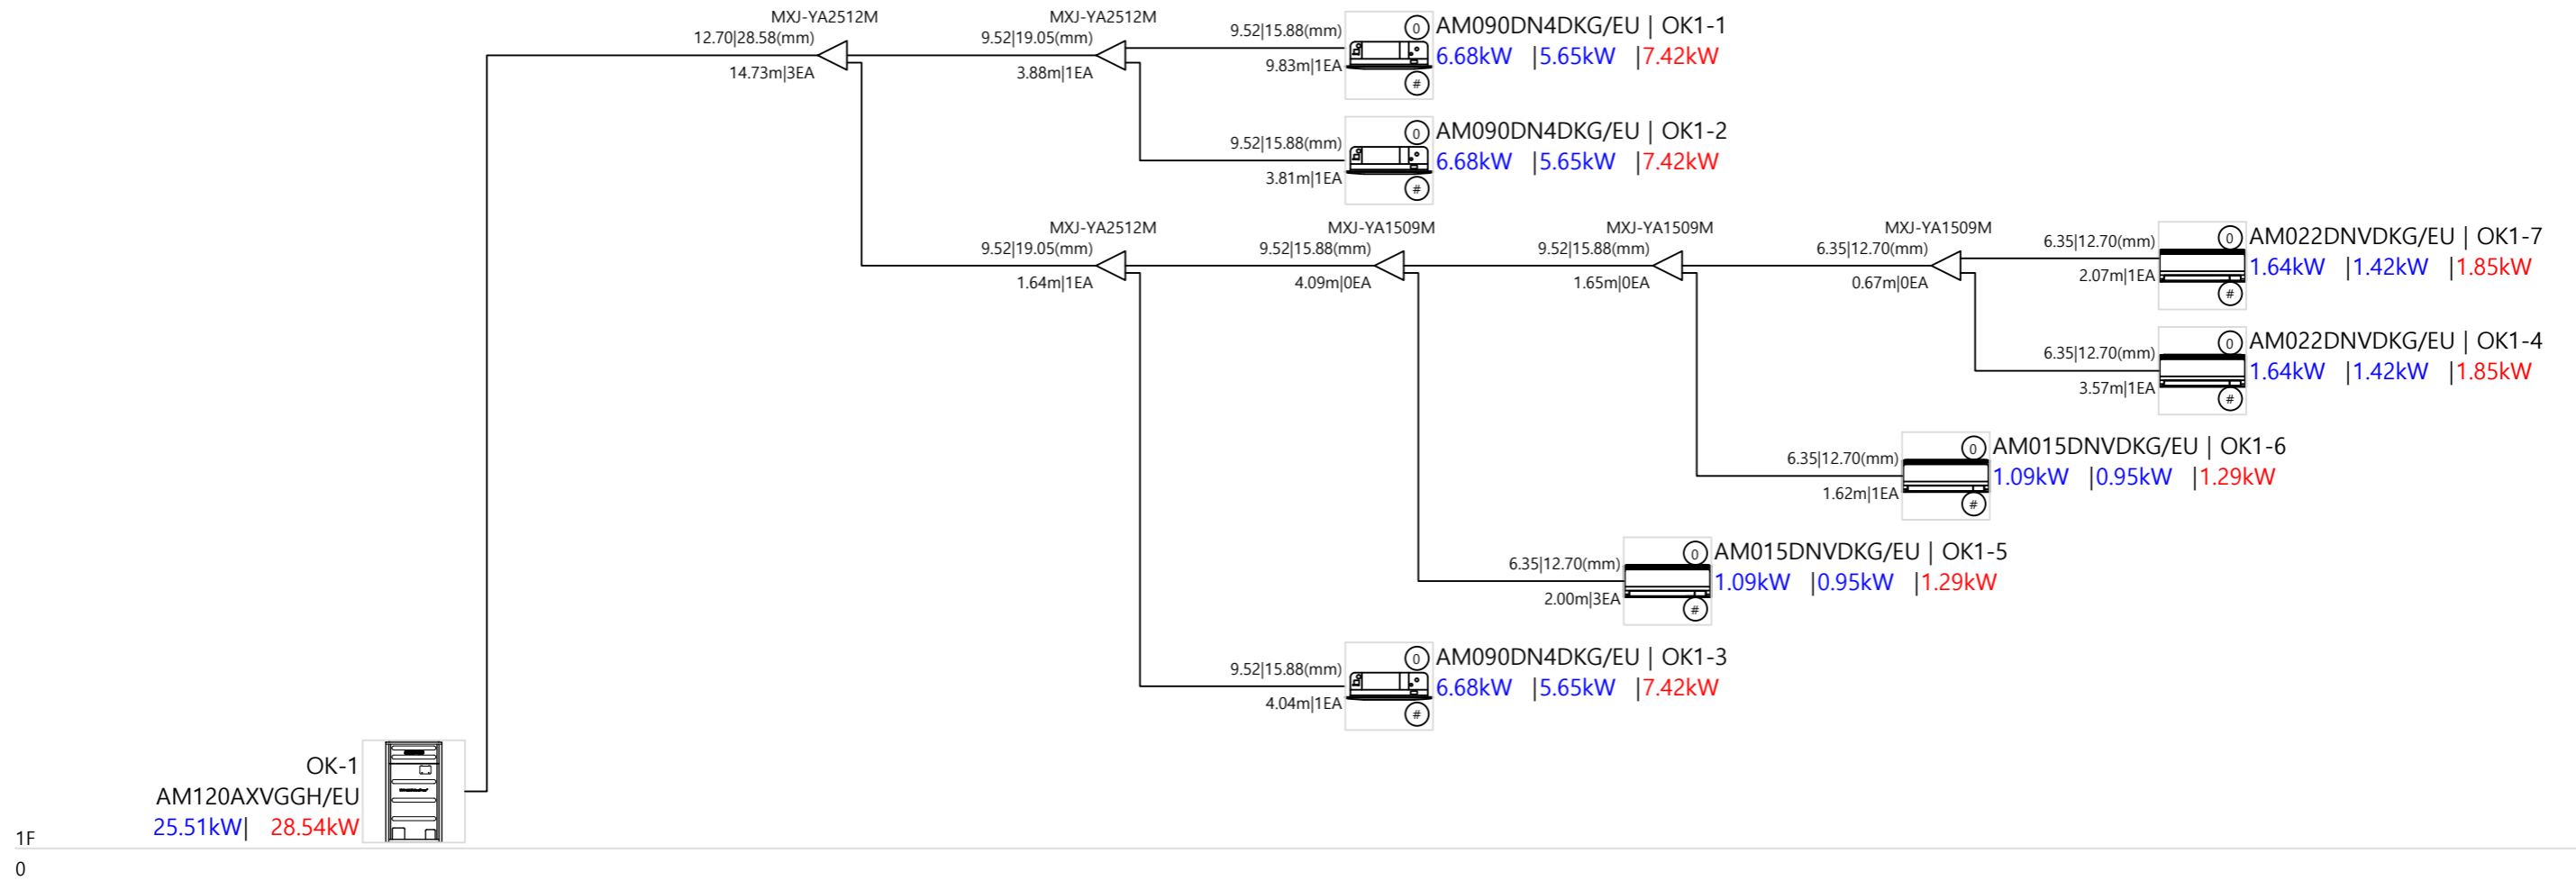 MXJ-YA2512M
12.70|28.58(mm)
14.73m|3EA
MXJ-YA2512M
9.52|19.05(mm)
3.88m|1EA
9.52|15.88(mm)
9.83m|1EA
0
#
AM090DN4DKG/EU | OK1-1
6.68kW |5.65kW |7.42kW
9.52|15.88(mm)
3.81m|1EA
0
#
AM090DN4DKG/EU | OK1-2
6.68kW |5.65kW |7.42kW
MXJ-YA2512M
9.52|19.05(mm)
1.64m|1EA
MXJ-YA1509M
9.52|15.88(mm)
4.09m|0EA
MXJ-YA1509M
9.52|15.88(mm)
1.65m|0EA
MXJ-YA1509M
6.35|12.70(mm)
0.67m|0EA
6.35|12.70(mm)
2.07m|1EA
0
#
AM022DNVDKG/EU | OK1-7
1.64kW |1.42kW |1.85kW
6.35|12.70(mm)
3.57m|1EA
0
#
AM022DNVDKG/EU | OK1-4
1.64kW |1.42kW |1.85kW
6.35|12.70(mm)
1.62m|1EA
0
#
AM015DNVDKG/EU | OK1-6
1.09kW |0.95kW |1.29kW
6.35|12.70(mm)
2.00m|3EA
0
#
AM015DNVDKG/EU | OK1-5
1.09kW |0.95kW |1.29kW
9.52|15.88(mm)
4.04m|1EA
0
#
AM090DN4DKG/EU | OK1-3
6.68kW |5.65kW |7.42kW
OK-1
AM120AXVGGH/EU
25.51kW| 28.54kW
1F
0